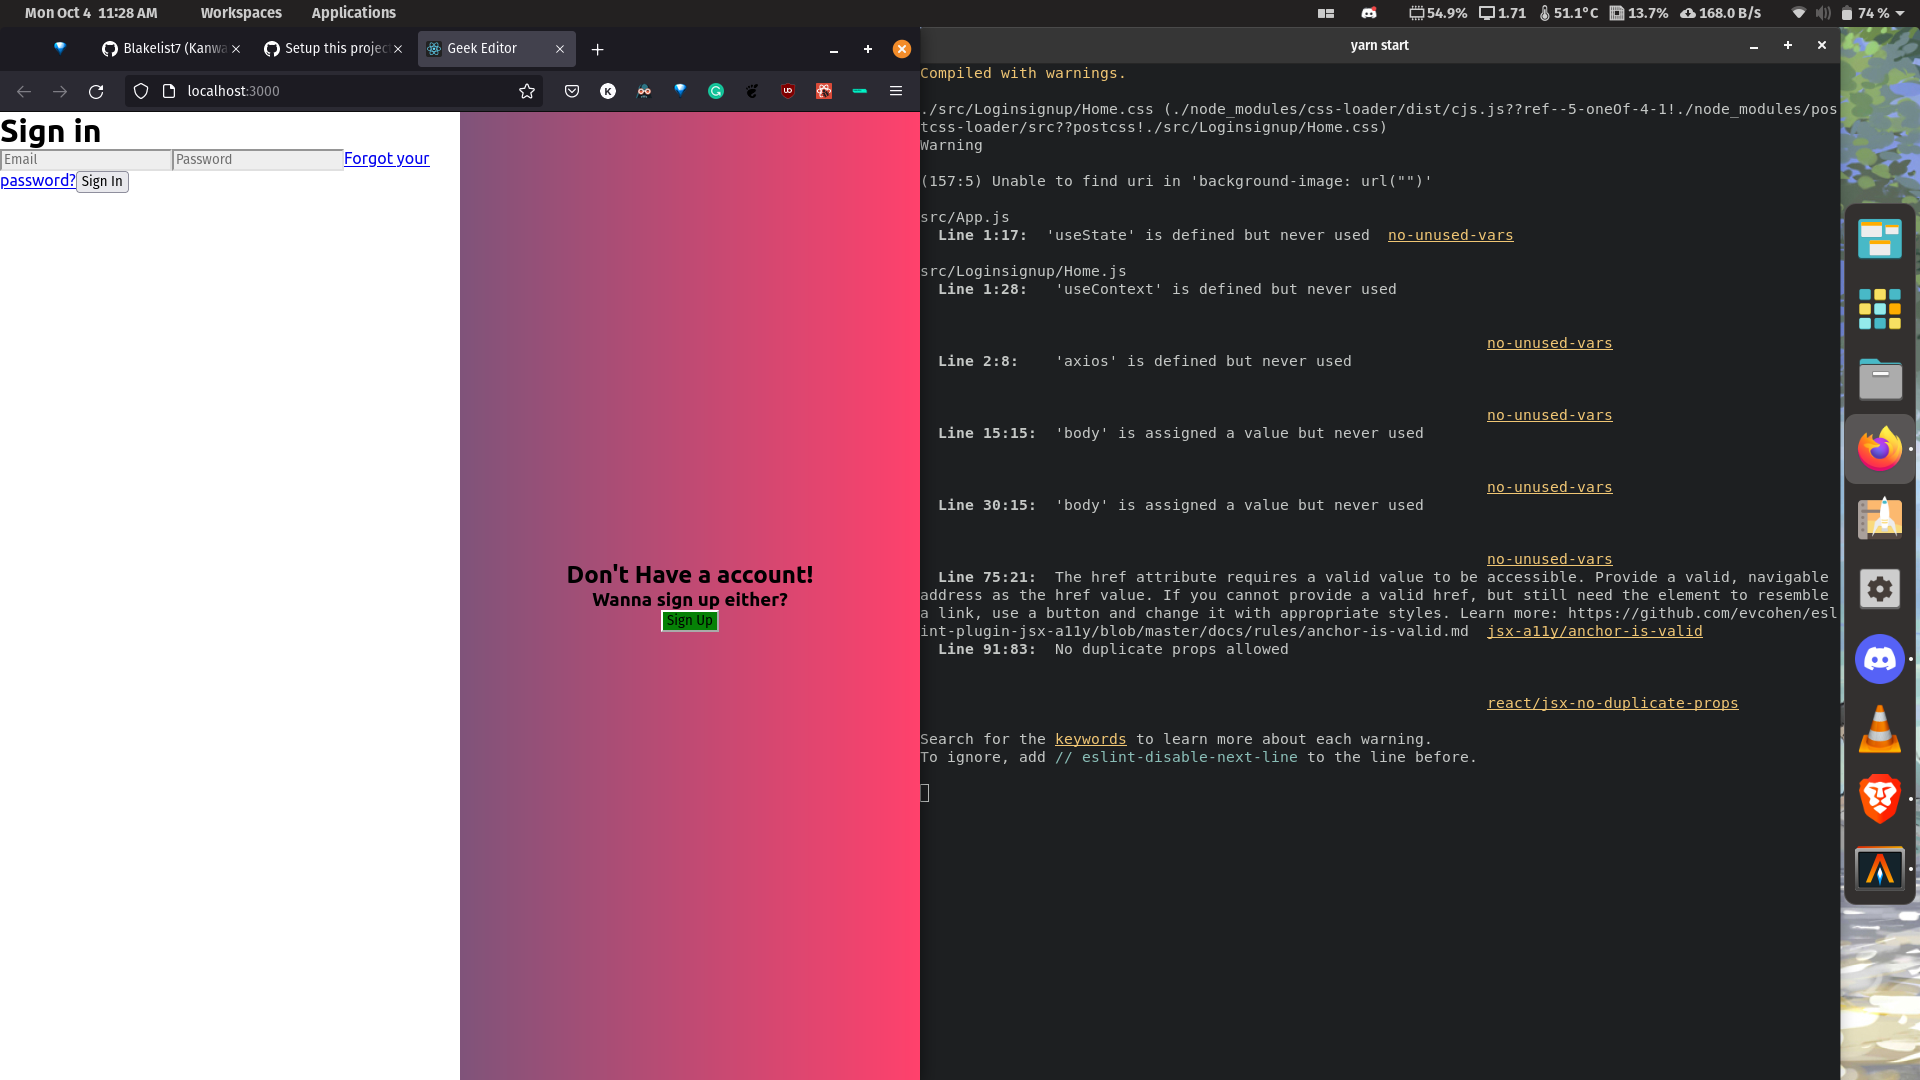 Mon Oct 4 11:28 AM
Workspaces
Applications
54.9%
1.71
51.1°C
13.7%
168.0 B/s
74 %
Blakelist7 (Kanwa
Setup this projec
Geek Editor
localhost:3000
Sign in
Email
Password
Forgot your
password?
Sign In
Don't Have a account!
Wanna sign up either?
Sign Up
yarn start
Compiled with warnings.
./src/Loginsignup/Home.css (./node_modules/css-loader/dist/cjs.js??ref--5-oneOf-4-1!./node_modules/pos
tcss-loader/src??postcss!./src/Loginsignup/Home.css)
Warning
(157:5) Unable to find uri in 'background-image: url("")'
src/App.js
Line 1:17: 'useState' is defined but never used no-unused-vars
src/Loginsignup/Home.js
Line 1:28: 'useContext' is defined but never used
no-unused-vars
Line 2:8: 'axios' is defined but never used
no-unused-vars
Line 15:15: 'body' is assigned a value but never used
no-unused-vars
Line 30:15: 'body' is assigned a value but never used
no-unused-vars
Line 75:21: The href attribute requires a valid value to be accessible. Provide a valid, navigable
address as the href value. If you cannot provide a valid href, but still need the element to resemble
a link, use a button and change it with appropriate styles. Learn more: https://github.com/evcohen/esl
int-plugin-jsx-a11y/blob/master/docs/rules/anchor-is-valid.md jsx-a11y/anchor-is-valid
Line 91:83: No duplicate props allowed
react/jsx-no-duplicate-props
Search for the keywords to learn more about each warning.
To ignore, add // eslint-disable-next-line to the line before.